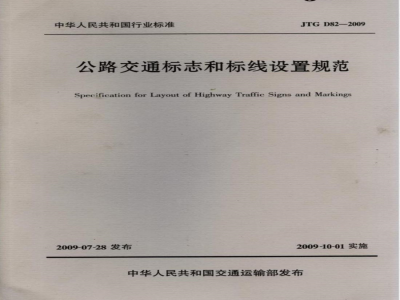 中华人民共和国行业标准 JTG D82—2009
公路交通标志和标线设置规范
Specification for Layout of Highway Traffic Signs and Markings
2009-07-28 发布 2009-10-01 实施
中华人民共和国交通运输部发布